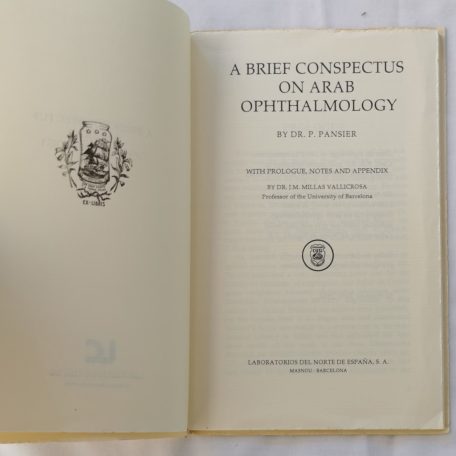 EX-LIBRIS
A BRIEF CONSPECTUS
ON ARAB
OPHTHALMOLOGY
BY DR. P. PANSIER
WITH PROLOGUE, NOTES AND APPENDIX
BY DR. J.M. MILLAS VALLICROSA
Professor of the University of Barcelona
LABORATORIOS DEL NORTE DE ESPAÑA, S. A.
MASNOU - BARCELONA